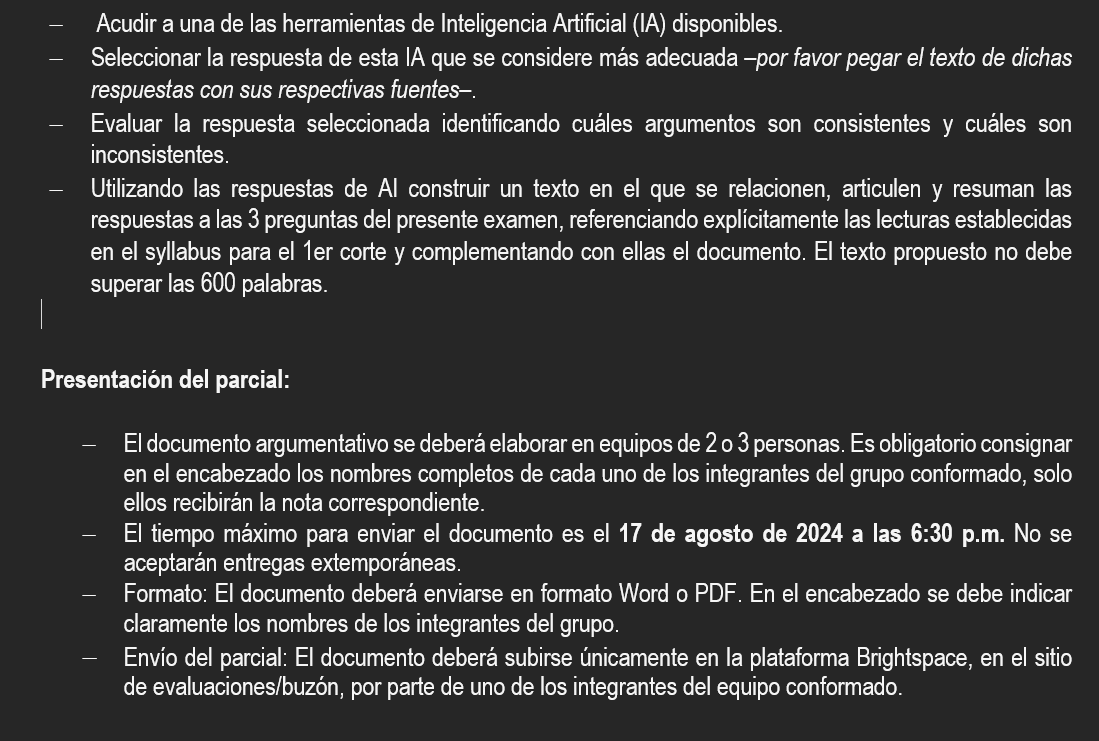 – Acudir a una de las herramientas de Inteligencia Artificial (IA) disponibles.
– Seleccionar la respuesta de esta IA que se considere más adecuada –por favor pegar el texto de dichas
respuestas con sus respectivas fuentes–.
– Evaluar la respuesta seleccionada identificando cuáles argumentos son consistentes y cuáles son
inconsistentes.
– Utilizando las respuestas de AI construir un texto en el que se relacionen, articulen y resuman las
respuestas a las 3 preguntas del presente examen, referenciando explícitamente las lecturas establecidas
en el syllabus para el 1er corte y complementando con ellas el documento. El texto propuesto no debe
superar las 600 palabras.
Presentación del parcial:
– El documento argumentativo se deberá elaborar en equipos de 2 o 3 personas. Es obligatorio consignar
en el encabezado los nombres completos de cada uno de los integrantes del grupo conformado, solo
ellos recibirán la nota correspondiente.
– El tiempo máximo para enviar el documento es el 17 de agosto de 2024 a las 6:30 p.m. No se
aceptarán entregas extemporáneas.
– Formato: El documento deberá enviarse en formato Word o PDF. En el encabezado se debe indicar
claramente los nombres de los integrantes del grupo.
– Envío del parcial: El documento deberá subirse únicamente en la plataforma Brightspace, en el sitio
de evaluaciones/buzón, por parte de uno de los integrantes del equipo conformado.